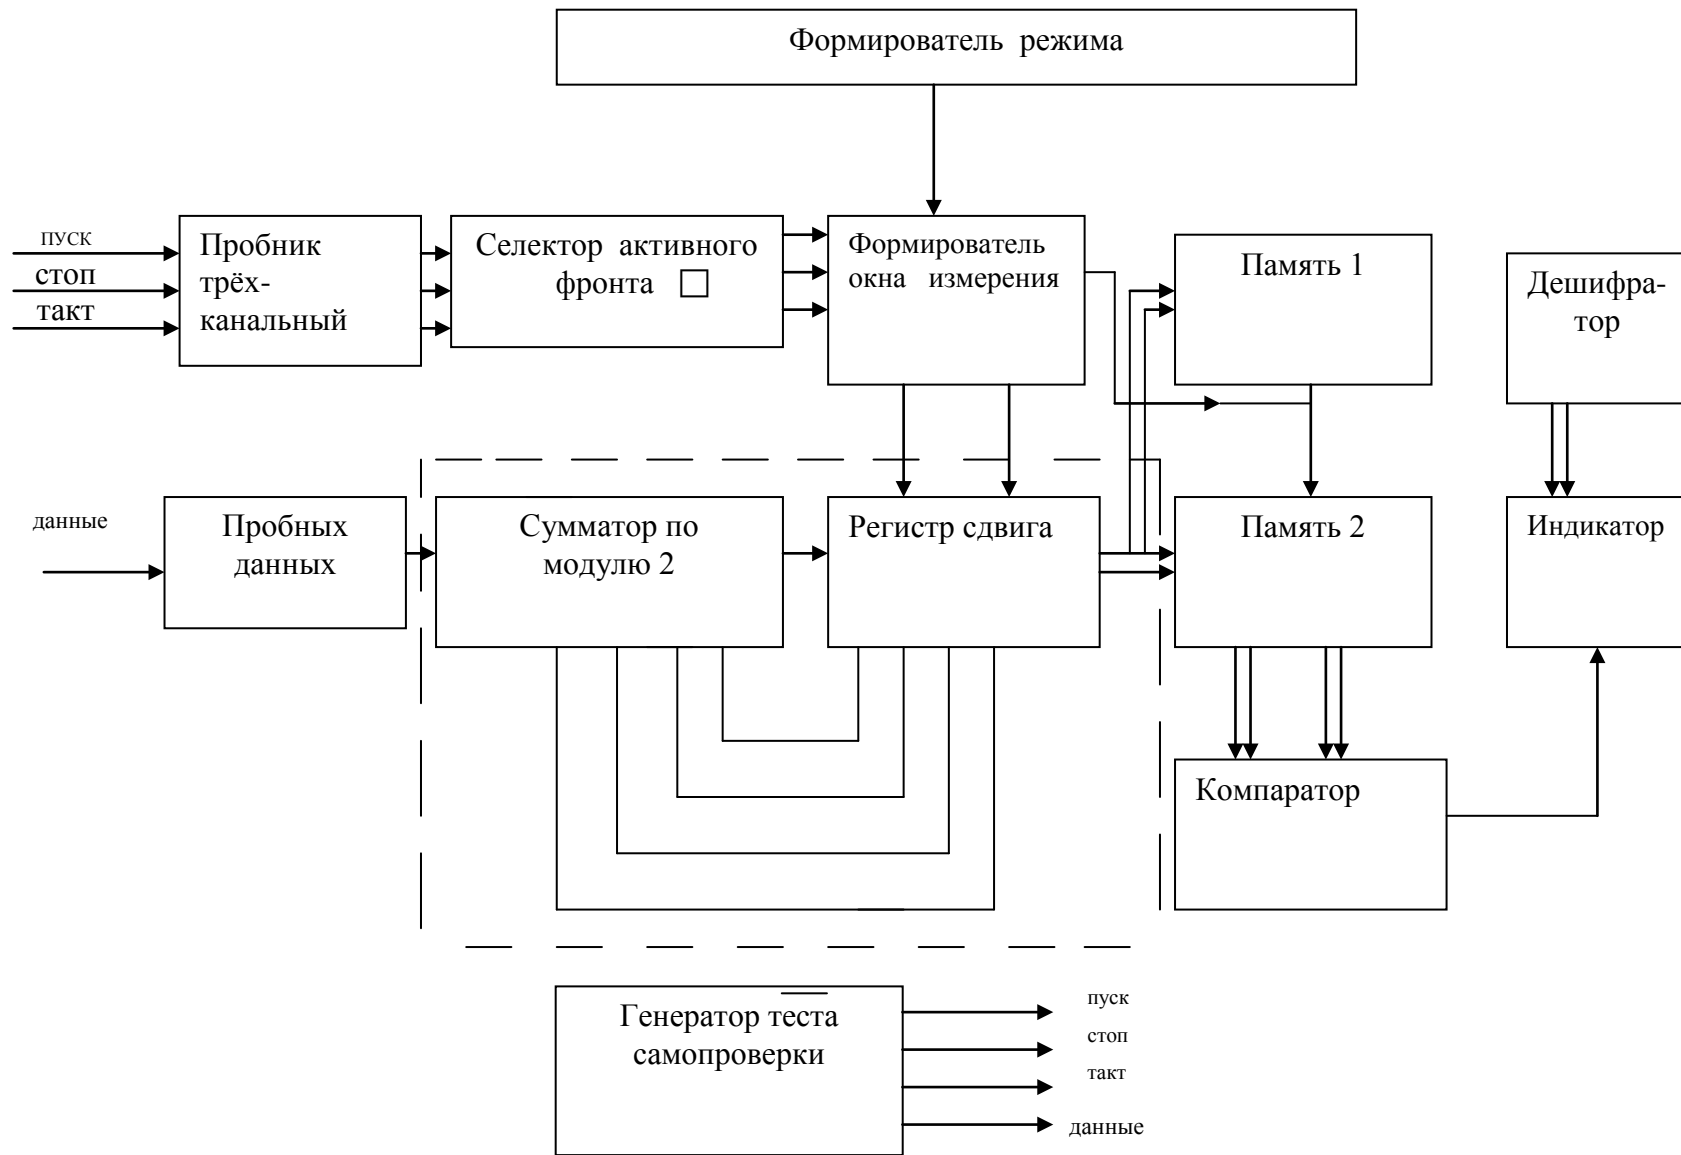 Формирователь режима
пуск
стоп
такт
Пробник
трёх-
канальный
Селектор активного
фронта
Формирователь
окна измерения
Память 1
Дешифра-
тор
данные
Пробных
данных
Сумматор по
модулю 2
Регистр сдвига
Память 2
Индикатор
Компаратор
Генератор теста
самопроверки
пуск
стоп
такт
данные